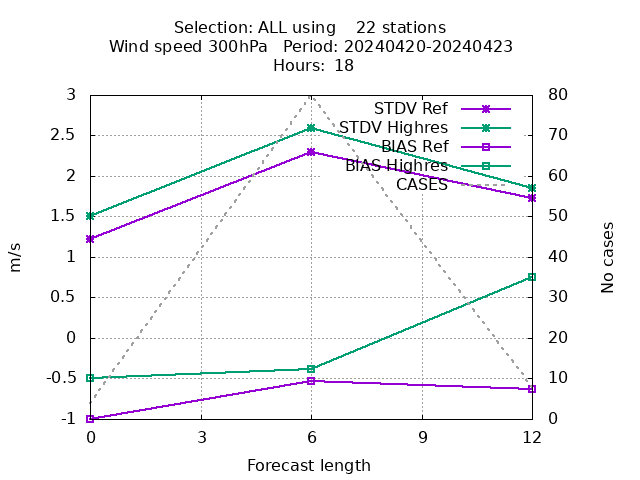 Selection: ALL using    22 stations
Wind speed 300hPa   Period: 20240420-20240423
Hours:  18
STDV Ref
STDV Highres
BIAS Ref
BIAS Highres
CASES
3
2.5
2
1.5
1
0.5
0
-0.5
-1
80
70
60
50
40
30
20
10
0
m/s
No cases
0 3 6 9 12
Forecast length